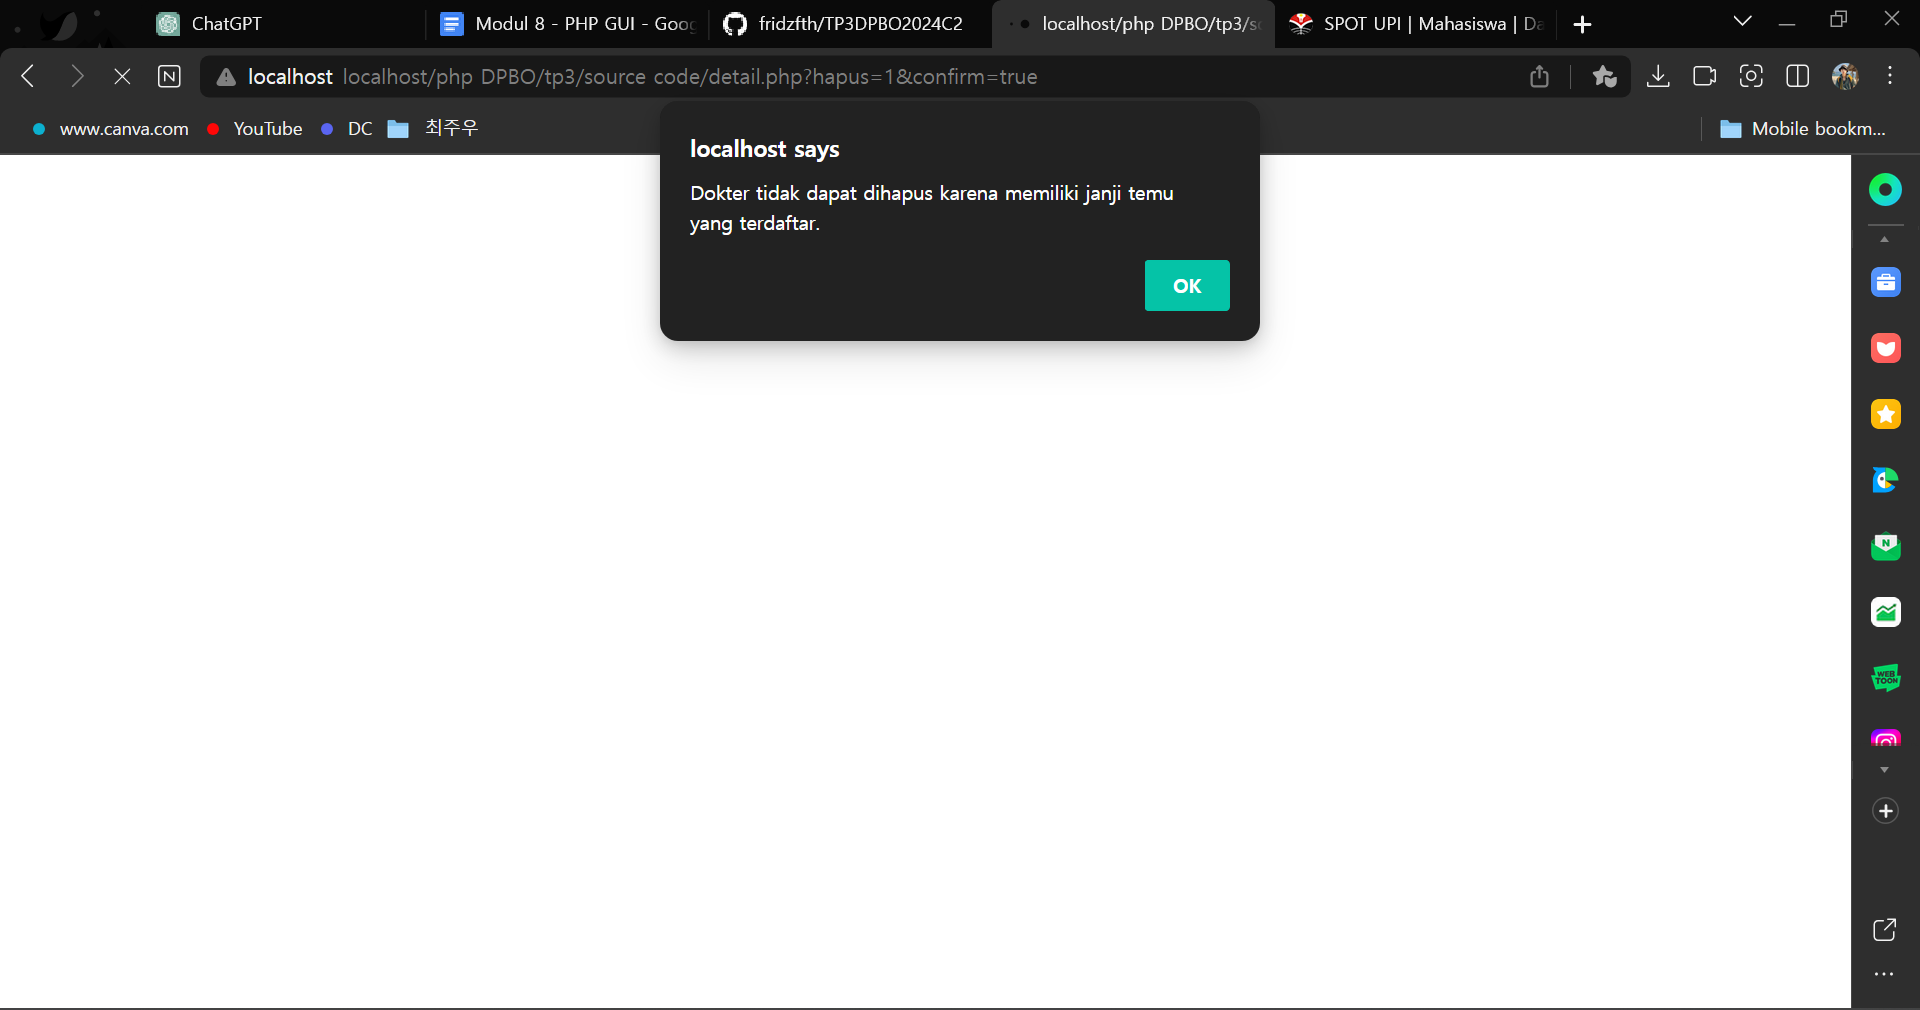 ChatGPT
Modul 8 - PHP GUI - Goog
fridzfth/TP3DPBO2024C2
localhost/php DPBO/tp3/s
SPOT UPI | Mahasiswa | Da
localhost localhost/php DPBO/tp3/source code/detail.php?hapus=1&confirm=true
www.canva.com
YouTube
DC
최주우
Mobile bookm...
localhost says
Dokter tidak dapat dihapus karena memiliki janji temu
yang terdaftar.
OK
N
N
WEB
TOON